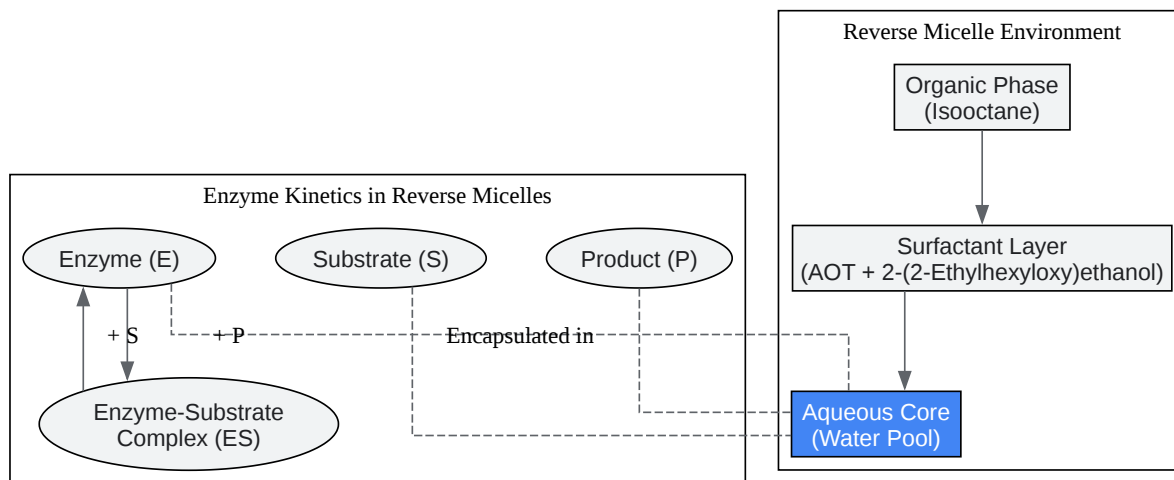 Reverse Micelle Environment
Organic Phase
(Isooctane)
Enzyme Kinetics in Reverse Micelles
Enzyme (E)
Substrate (S)
Product (P)
Surfactant Layer
(AOT + 2-(2-Ethylhexyloxy)ethanol)
+ S
+ P
Encapsulated in
Enzyme-Substrate
Complex (ES)
Aqueous Core
(Water Pool)